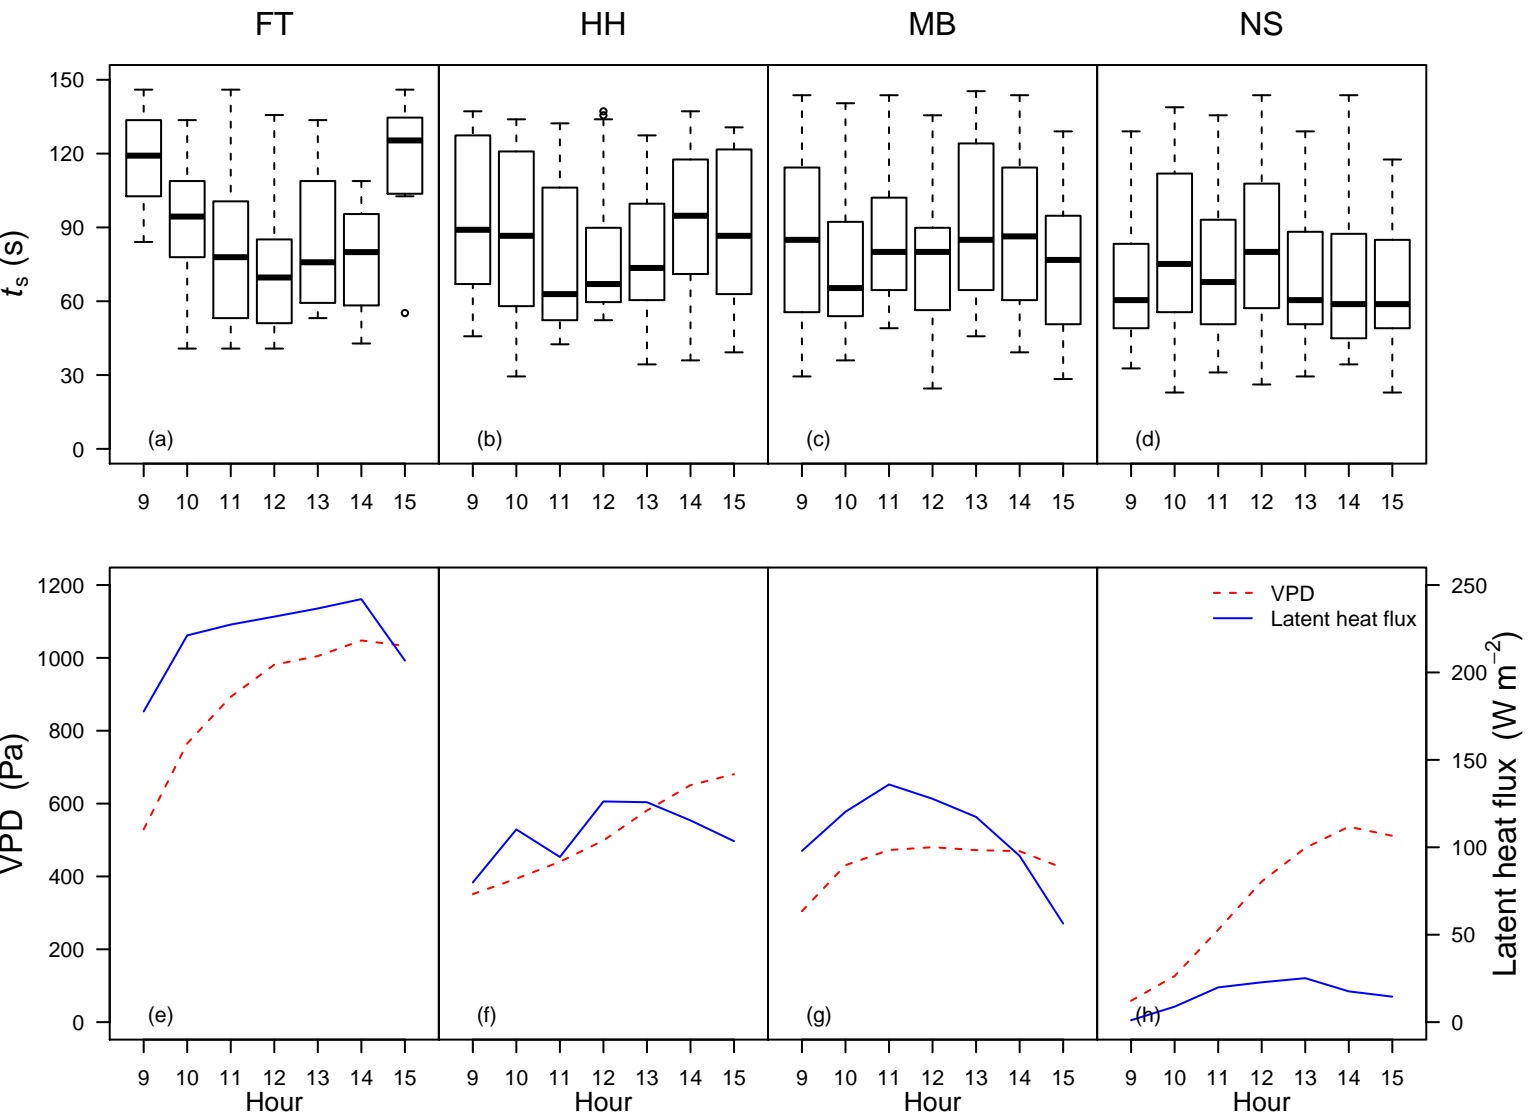 FT HH MB NS
150
120
90
60
30
0
t_s (s)
(a) (b) (c) (d)
9 10 11 12 13 14 15 9 10 11 12 13 14 15 9 10 11 12 13 14 15 9 10 11 12 13 14 15
1200
1000
800
600
400
200
0
VPD (Pa)
VPD
Latent heat flux
250
200
150
100
50
0
Latent heat flux (W m⁻²)
(e) (f) (g) (h)
9 10 11 12 13 14 15 9 10 11 12 13 14 15 9 10 11 12 13 14 15 9 10 11 12 13 14 15
Hour Hour Hour Hour